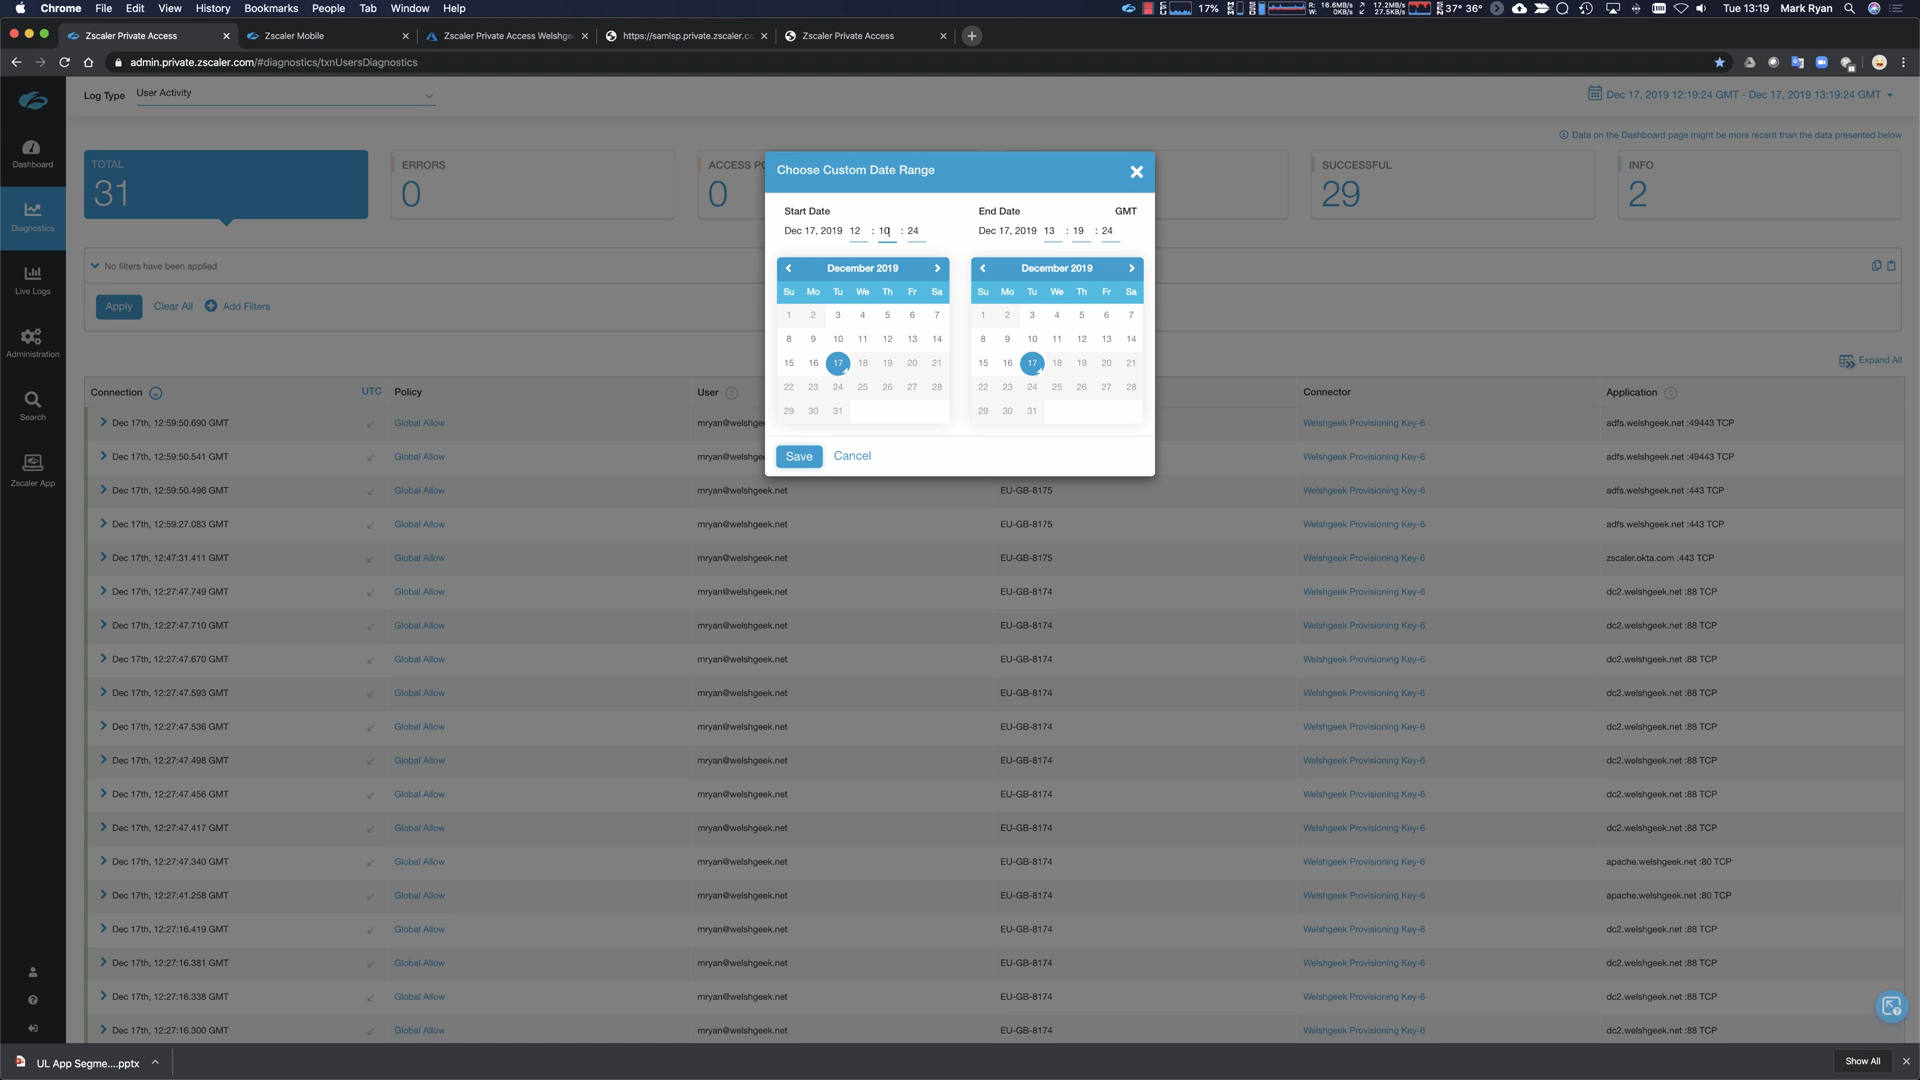 Chrome File Edit View History Bookmarks People Tab Window Help 17% R: 16.6MB/s W: 0KB/s 17.2MB/s 27.5KB/s 37° 36° Tue 13:19 Mark Ryan
Zscaler Private Access Zscaler Mobile Zscaler Private Access Welshge https://samlsp.private.zscaler.co Zscaler Private Access
admin.private.zscaler.com/#diagnostics/txnUsersDiagnostics
Log Type User Activity Dec 17, 2019 12:19:24 GMT - Dec 17, 2019 13:19:24 GMT
Data on the Dashboard page might be more recent than the data presented below
Dashboard
Diagnostics
Live Logs
Administration
Search
Zscaler App
TOTAL ERRORS ACCESS PO SUCCESSFUL INFO
31 0 0 29 2
No filters have been applied
Apply Clear All Add Filters
Expand All
Choose Custom Date Range
Start Date End Date GMT
Dec 17, 2019 12 : 10 : 24 Dec 17, 2019 13 : 19 : 24
December 2019 December 2019
Su Mo Tu We Th Fr Sa Su Mo Tu We Th Fr Sa
1 2 3 4 5 6 7 1 2 3 4 5 6 7
8 9 10 11 12 13 14 8 9 10 11 12 13 14
15 16 17 18 19 20 21 15 16 17 18 19 20 21
22 23 24 25 26 27 28 22 23 24 25 26 27 28
29 30 31 29 30 31
Save Cancel
Connection UTC Policy User Connector Application
Dec 17th, 12:59:50.690 GMT Global Allow mryan@welshgee Welshgeek Provisioning Key-6 adfs.welshgeek.net :49443 TCP
Dec 17th, 12:59:50.541 GMT Global Allow mryan@welshgee Welshgeek Provisioning Key-6 adfs.welshgeek.net :49443 TCP
Dec 17th, 12:59:50.496 GMT Global Allow mryan@welshgeek.net EU-GB-8175 Welshgeek Provisioning Key-6 adfs.welshgeek.net :443 TCP
Dec 17th, 12:59:27.083 GMT Global Allow mryan@welshgeek.net EU-GB-8175 Welshgeek Provisioning Key-6 adfs.welshgeek.net :443 TCP
Dec 17th, 12:47:31.411 GMT Global Allow mryan@welshgeek.net EU-GB-8175 Welshgeek Provisioning Key-6 zscaler.okta.com :443 TCP
Dec 17th, 12:27:47.749 GMT Global Allow mryan@welshgeek.net EU-GB-8174 Welshgeek Provisioning Key-6 dc2.welshgeek.net :88 TCP
Dec 17th, 12:27:47.710 GMT Global Allow mryan@welshgeek.net EU-GB-8174 Welshgeek Provisioning Key-6 dc2.welshgeek.net :88 TCP
Dec 17th, 12:27:47.670 GMT Global Allow mryan@welshgeek.net EU-GB-8174 Welshgeek Provisioning Key-6 dc2.welshgeek.net :88 TCP
Dec 17th, 12:27:47.593 GMT Global Allow mryan@welshgeek.net EU-GB-8174 Welshgeek Provisioning Key-6 dc2.welshgeek.net :88 TCP
Dec 17th, 12:27:47.536 GMT Global Allow mryan@welshgeek.net EU-GB-8174 Welshgeek Provisioning Key-6 dc2.welshgeek.net :88 TCP
Dec 17th, 12:27:47.498 GMT Global Allow mryan@welshgeek.net EU-GB-8174 Welshgeek Provisioning Key-6 dc2.welshgeek.net :88 TCP
Dec 17th, 12:27:47.456 GMT Global Allow mryan@welshgeek.net EU-GB-8174 Welshgeek Provisioning Key-6 dc2.welshgeek.net :88 TCP
Dec 17th, 12:27:47.417 GMT Global Allow mryan@welshgeek.net EU-GB-8174 Welshgeek Provisioning Key-6 dc2.welshgeek.net :88 TCP
Dec 17th, 12:27:47.340 GMT Global Allow mryan@welshgeek.net EU-GB-8174 Welshgeek Provisioning Key-6 apache.welshgeek.net :80 TCP
Dec 17th, 12:27:41.258 GMT Global Allow mryan@welshgeek.net EU-GB-8174 Welshgeek Provisioning Key-6 apache.welshgeek.net :80 TCP
Dec 17th, 12:27:16.419 GMT Global Allow mryan@welshgeek.net EU-GB-8174 Welshgeek Provisioning Key-6 dc2.welshgeek.net :88 TCP
Dec 17th, 12:27:16.381 GMT Global Allow mryan@welshgeek.net EU-GB-8174 Welshgeek Provisioning Key-6 dc2.welshgeek.net :88 TCP
Dec 17th, 12:27:16.338 GMT Global Allow mryan@welshgeek.net EU-GB-8174 Welshgeek Provisioning Key-6 dc2.welshgeek.net :88 TCP
Dec 17th, 12:27:16.300 GMT Global Allow mryan@welshgeek.net EU-GB-8174 Welshgeek Provisioning Key-6 dc2.welshgeek.net :88 TCP
UL App Segme....pptx Show All